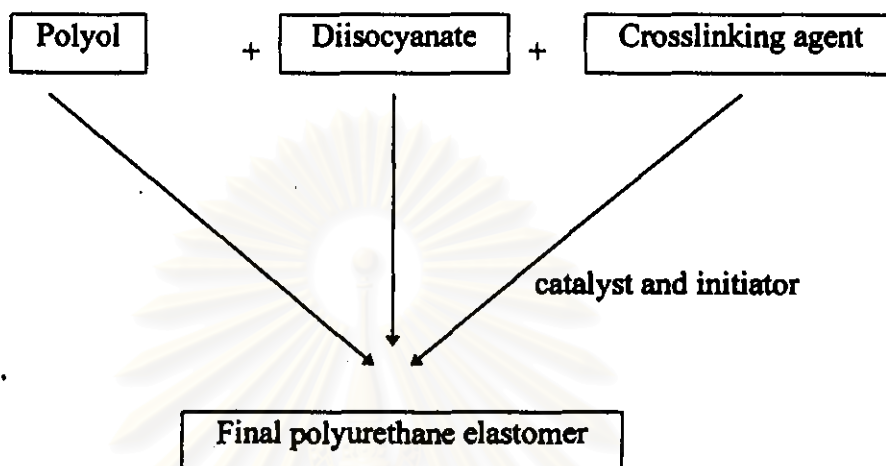 Polyol + Diisocyanate + Crosslinking agent
catalyst and initiator
Final polyurethane elastomer